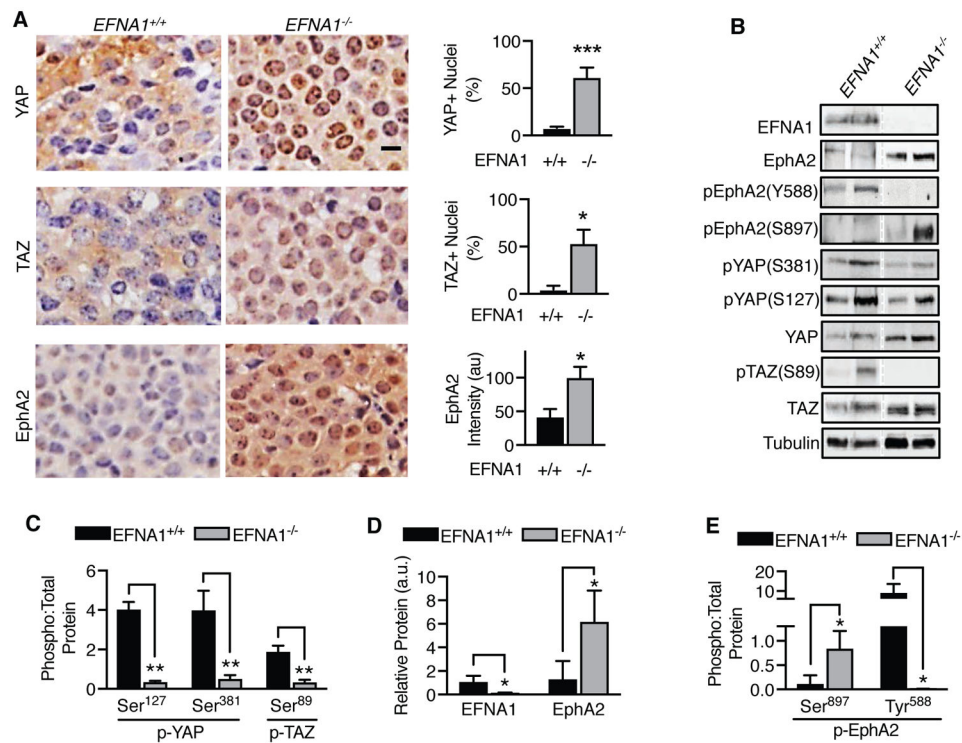 A
EFNA1+/+
EFNA1-/-
YAP
YAP+ Nuclei
(%)
100
50
0
***
EFNA1 +/+ -/-
TAZ
TAZ+ Nuclei
(%)
100
50
0
*
EFNA1 +/+ -/-
EphA2
EphA2
Intensity (au)
100
50
0
*
EFNA1 +/+ -/-
B
EFNA1+/+
EFNA1-/-
EFNA1
EphA2
pEphA2(Y588)
pEphA2(S897)
pYAP(S381)
pYAP(S127)
YAP
pTAZ(S89)
TAZ
Tubulin
C
EFNA1+/+ EFNA1-/-
Phospho:Total
Protein
6
4
2
0
** ** **
Ser127 Ser381 Ser89
p-YAP p-TAZ
D
EFNA1+/+ EFNA1-/-
Relative Protein (a.u.)
10
8
6
4
2
0
* *
EFNA1 EphA2
E
EFNA1+/+ EFNA1-/-
Phospho:Total
Protein
20
10
1.0
0.5
0.0
* *
Ser897 Tyr588
p-EphA2